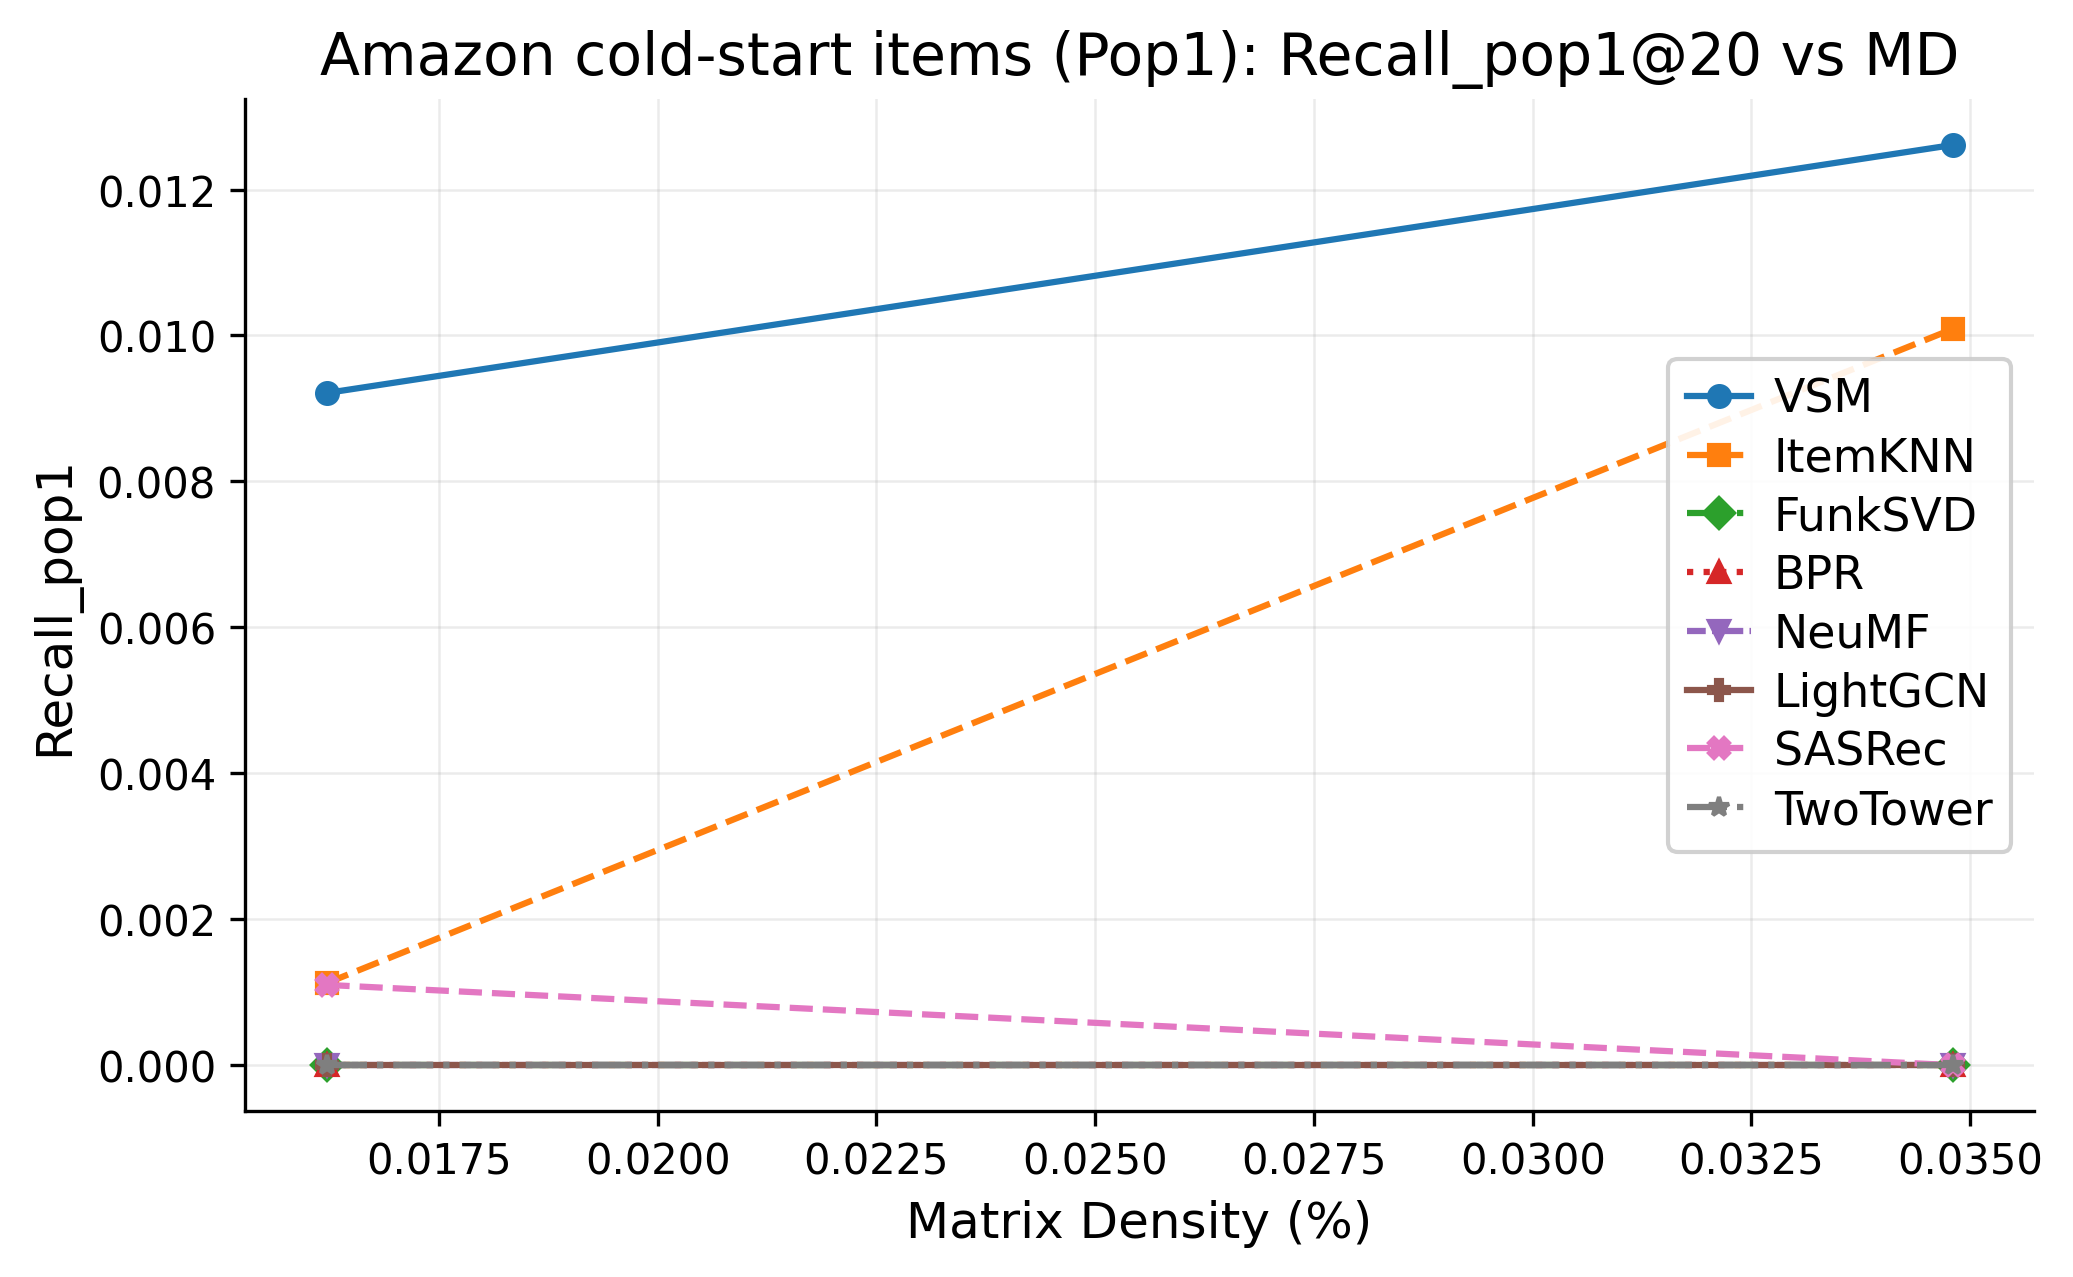 Amazon cold-start items (Pop1): Recall_pop1@20 vs MD
0.012
0.010
0.008
0.006
0.004
0.002
0.000
Recall_pop1
VSM
ItemKNN
FunkSVD
BPR
NeuMF
LightGCN
SASRec
TwoTower
0.0175 0.0200 0.0225 0.0250 0.0275 0.0300 0.0325 0.0350
Matrix Density (%)